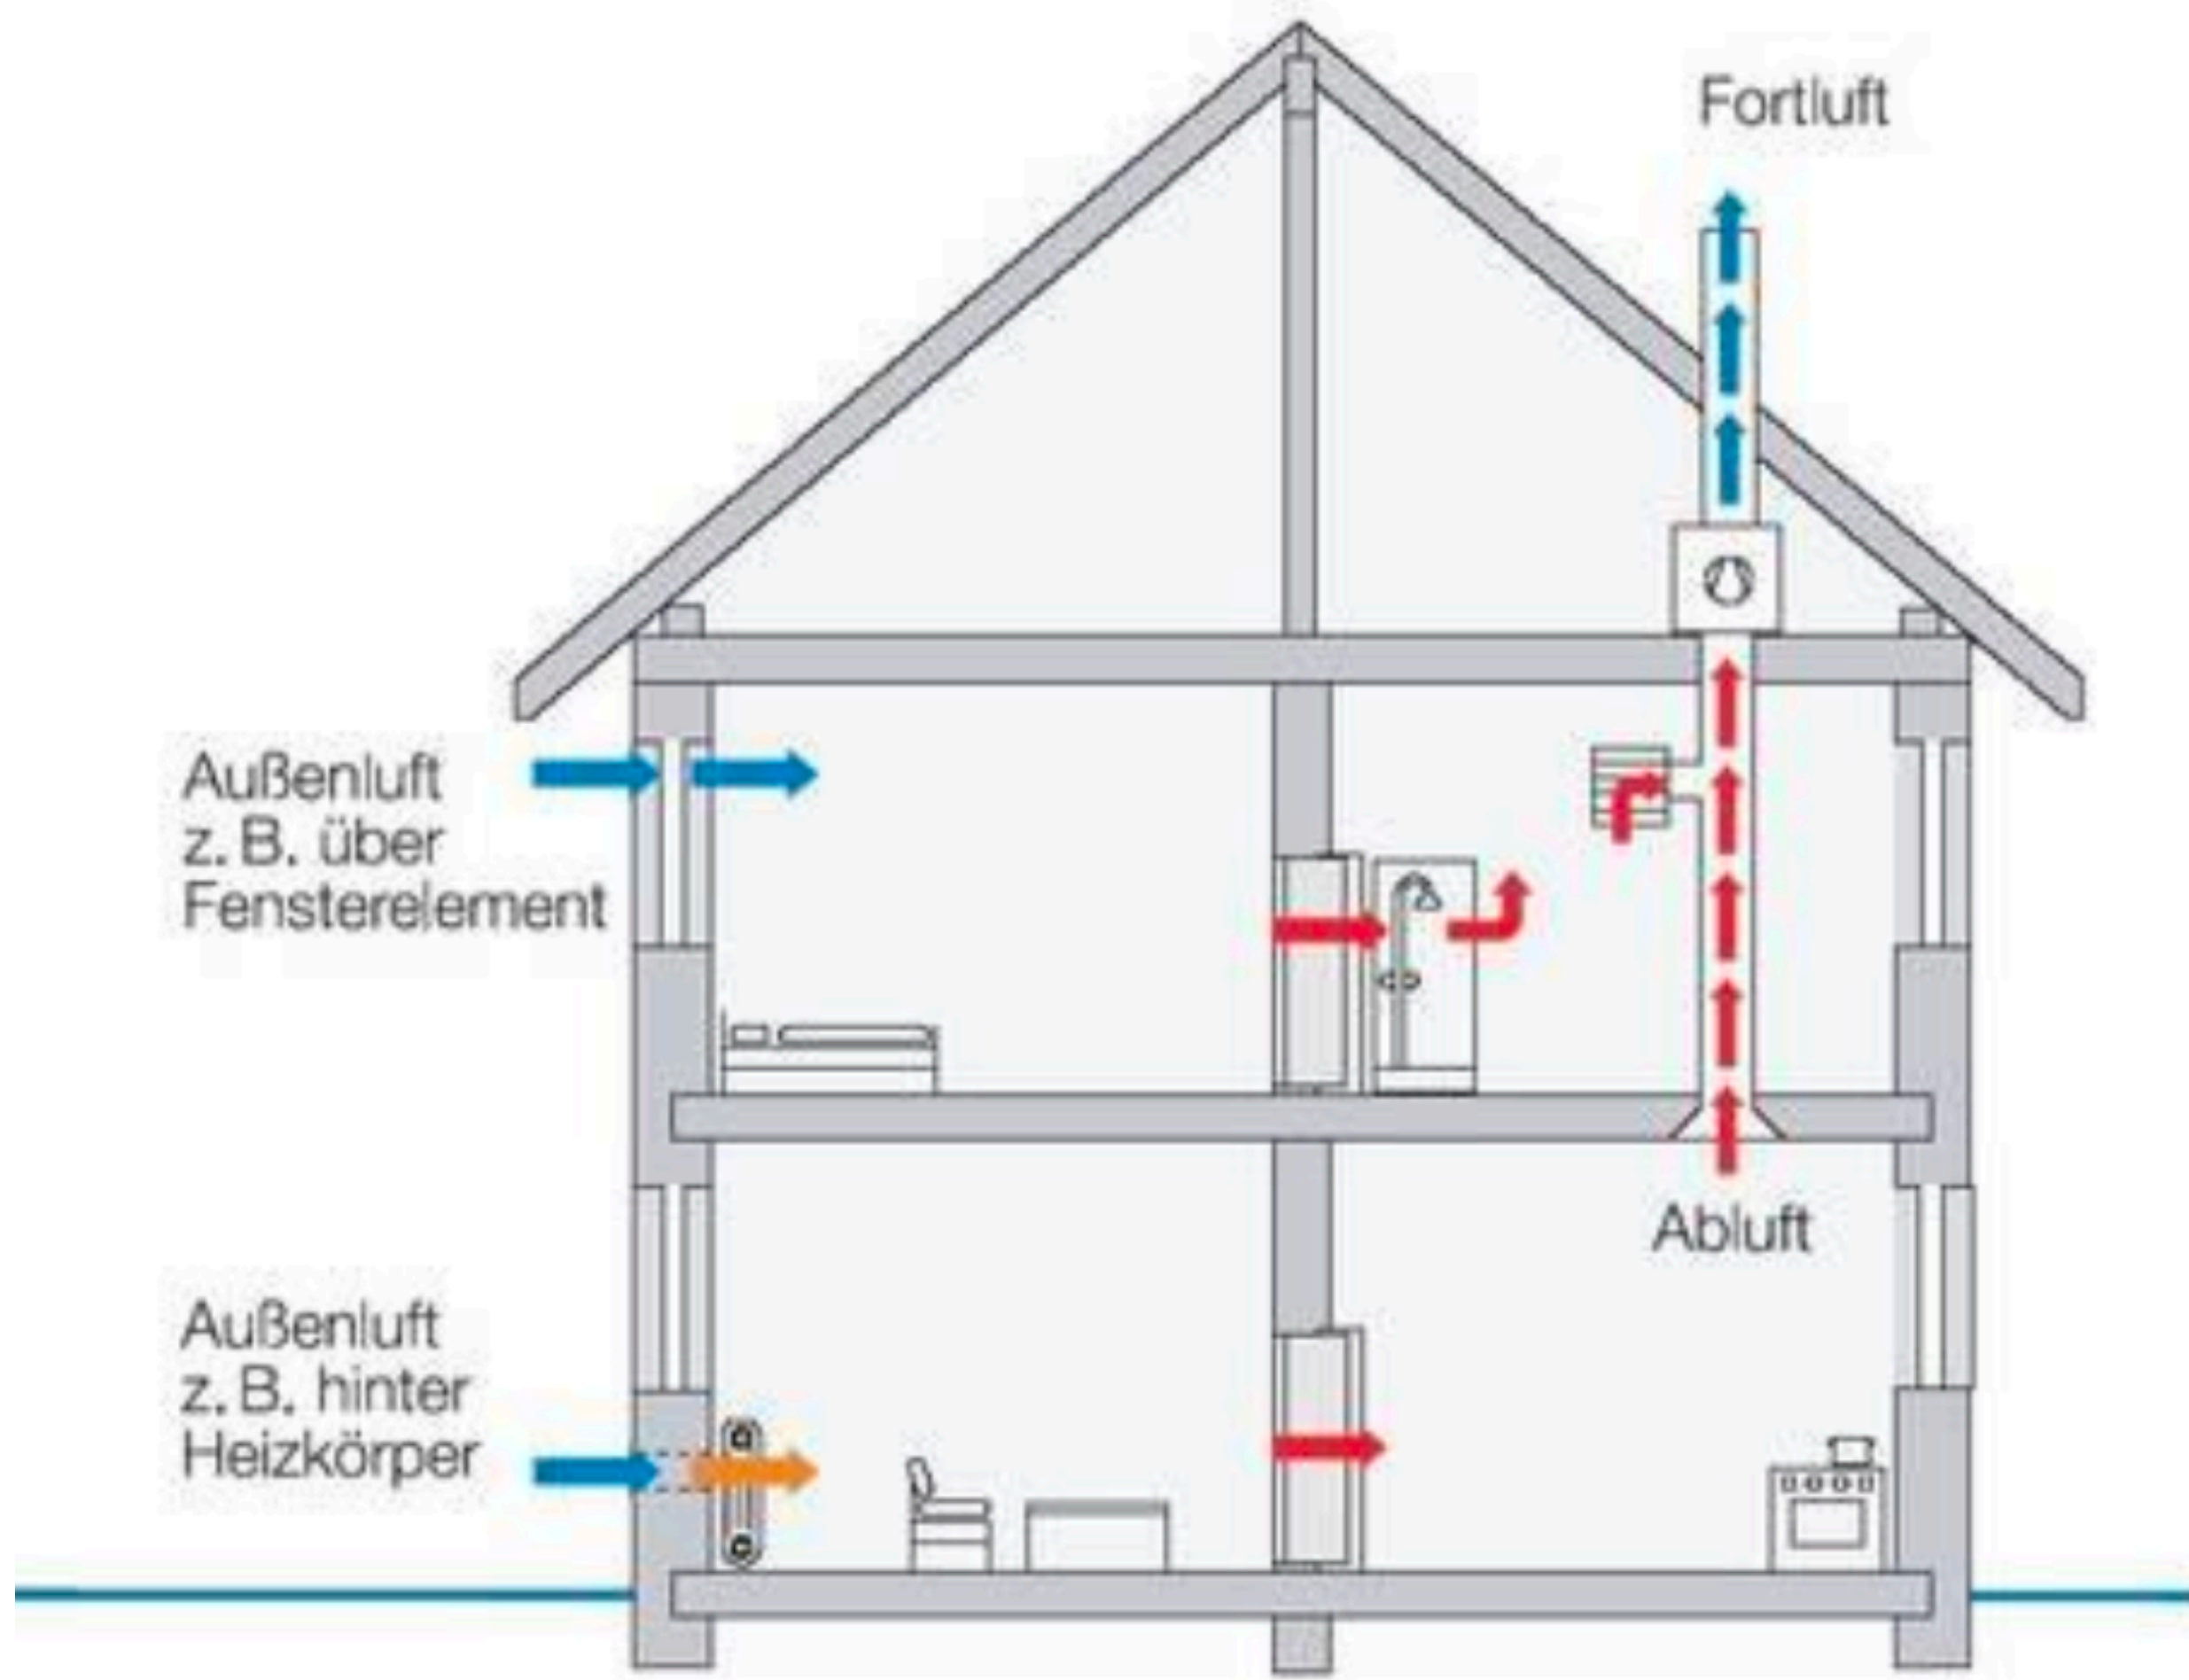 Fortluft
Außenluft
z. B. über
Fensterelement
Abluft
Außenluft
z. B. hinter
Heizkörper